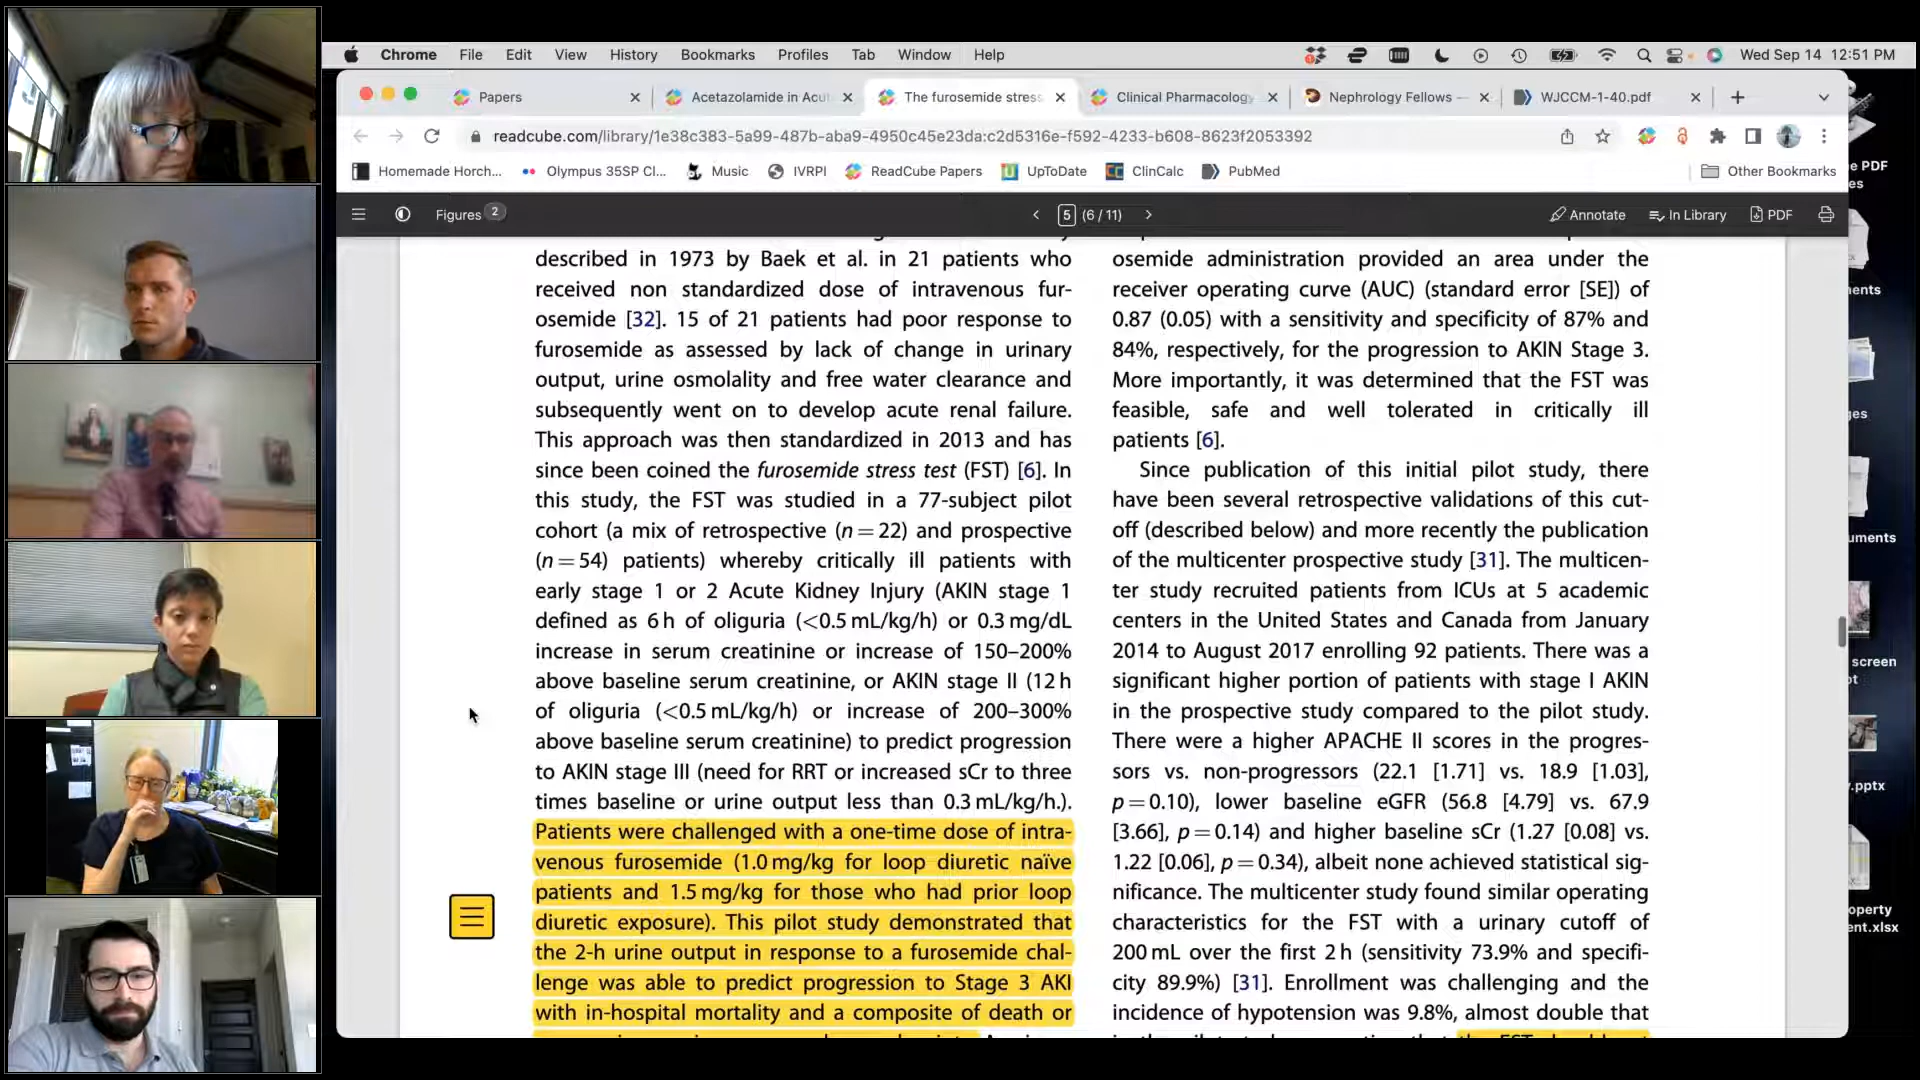 Chrome File Edit View History Bookmarks Profiles Tab Window Help Wed Sep 14 12:51 PM
Papers Acetazolamide in Acut The furosemide stress Clinical Pharmacology Nephrology Fellows — WJCCM-1-40.pdf
readcube.com/library/1e38c383-5a99-487b-aba9-4950c45e23da:c2d5316e-f592-4233-b608-8623f2053392
Homemade Horch... Olympus 35SP Cl... Music IVRPI ReadCube Papers UpToDate ClinCalc PubMed Other Bookmarks
Figures 2 5 (6 / 11) Annotate In Library PDF
described in 1973 by Baek et al. in 21 patients who
received non standardized dose of intravenous fur-
osemide [32]. 15 of 21 patients had poor response to
furosemide as assessed by lack of change in urinary
output, urine osmolality and free water clearance and
subsequently went on to develop acute renal failure.
This approach was then standardized in 2013 and has
since been coined the furosemide stress test (FST) [6]. In
this study, the FST was studied in a 77-subject pilot
cohort (a mix of retrospective (n = 22) and prospective
(n = 54) patients) whereby critically ill patients with
early stage 1 or 2 Acute Kidney Injury (AKIN stage 1
defined as 6 h of oliguria (<0.5 mL/kg/h) or 0.3 mg/dL
increase in serum creatinine or increase of 150–200%
above baseline serum creatinine, or AKIN stage II (12 h
of oliguria (<0.5 mL/kg/h) or increase of 200–300%
above baseline serum creatinine) to predict progression
to AKIN stage III (need for RRT or increased sCr to three
times baseline or urine output less than 0.3 mL/kg/h.).
Patients were challenged with a one-time dose of intra-
venous furosemide (1.0 mg/kg for loop diuretic naïve
patients and 1.5 mg/kg for those who had prior loop
diuretic exposure). This pilot study demonstrated that
the 2-h urine output in response to a furosemide chal-
lenge was able to predict progression to Stage 3 AKI
with in-hospital mortality and a composite of death or
osemide administration provided an area under the
receiver operating curve (AUC) (standard error [SE]) of
0.87 (0.05) with a sensitivity and specificity of 87% and
84%, respectively, for the progression to AKIN Stage 3.
More importantly, it was determined that the FST was
feasible, safe and well tolerated in critically ill
patients [6].
Since publication of this initial pilot study, there
have been several retrospective validations of this cut-
off (described below) and more recently the publication
of the multicenter prospective study [31]. The multicen-
ter study recruited patients from ICUs at 5 academic
centers in the United States and Canada from January
2014 to August 2017 enrolling 92 patients. There was a
significant higher portion of patients with stage I AKIN
in the prospective study compared to the pilot study.
There were a higher APACHE II scores in the progres-
sors vs. non-progressors (22.1 [1.71] vs. 18.9 [1.03],
p = 0.10), lower baseline eGFR (56.8 [4.79] vs. 67.9
[3.66], p = 0.14) and higher baseline sCr (1.27 [0.08] vs.
1.22 [0.06], p = 0.34), albeit none achieved statistical sig-
nificance. The multicenter study found similar operating
characteristics for the FST with a urinary cutoff of
200 mL over the first 2 h (sensitivity 73.9% and specifi-
city 89.9%) [31]. Enrollment was challenging and the
incidence of hypotension was 9.8%, almost double that
e PDF
es
ents
ges
uments
screen
ot
y.pptx
operty
ent.xlsx